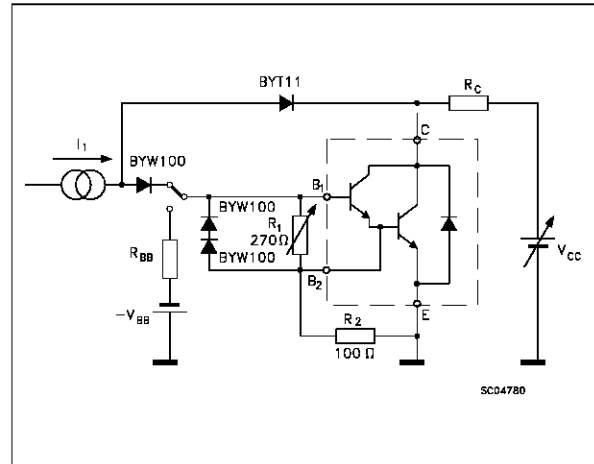 BYT11
R_C
I_1
BYW100
C
B_1
BYW100
R_1
270Ω
R_BB
BYW100
B_2
V_CC
-V_BB
E
R_2
100 Ω
SC04780